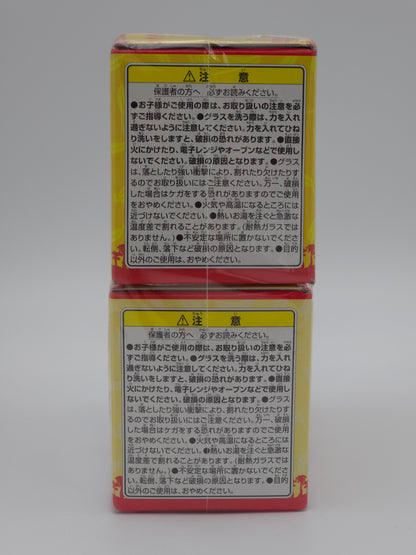 ⚠注意
保護者の方へ 必ずお読みください。
●お子様がご使用の際は、お取り扱いの注意を必
ずご指導ください。●グラスを洗う際は、力を入れ
過ぎないように注意してください。力を入れてひね
り洗いをしますと、破損の恐れがあります。●直接
火にかけたり、電子レンジやオーブンなどで使用し
ないでください。破損の原因となります。●グラス
は、落としたり強い衝撃により、割れたり欠けたりす
るのでお取り扱いにはご注意ください。万一、破損
した場合はケガをする恐れがありますのでご使用
をおやめください。●火気や高温になるところには
近づけないでください。●熱いお湯を注ぐと急激な
温度差で割れることがあります。(耐熱ガラスでは
ありません。)●不安定な場所に置かないでくださ
い。転倒、落下など破損の原因となります。●目的
以外のご使用は、おやめください。
⚠注意
保護者の方へ 必ずお読みください。
●お子様がご使用の際は、お取り扱いの注意を必
ずご指導ください。●グラスを洗う際は、力を入れ
過ぎないように注意してください。力を入れてひね
り洗いをしますと、破損の恐れがあります。●直接
火にかけたり、電子レンジやオーブンなどで使用し
ないでください。破損の原因となります。●グラス
は、落としたり強い衝撃により、割れたり欠けたりす
るのでお取り扱いにはご注意ください。万一、破損
した場合はケガをする恐れがありますのでご使用
をおやめください。●火気や高温になるところには
近づけないでください。●熱いお湯を注ぐと急激な
温度差で割れることがあります。(耐熱ガラスでは
ありません。)●不安定な場所に置かないでくださ
い。転倒、落下など破損の原因となります。●目的
以外のご使用は、おやめください。